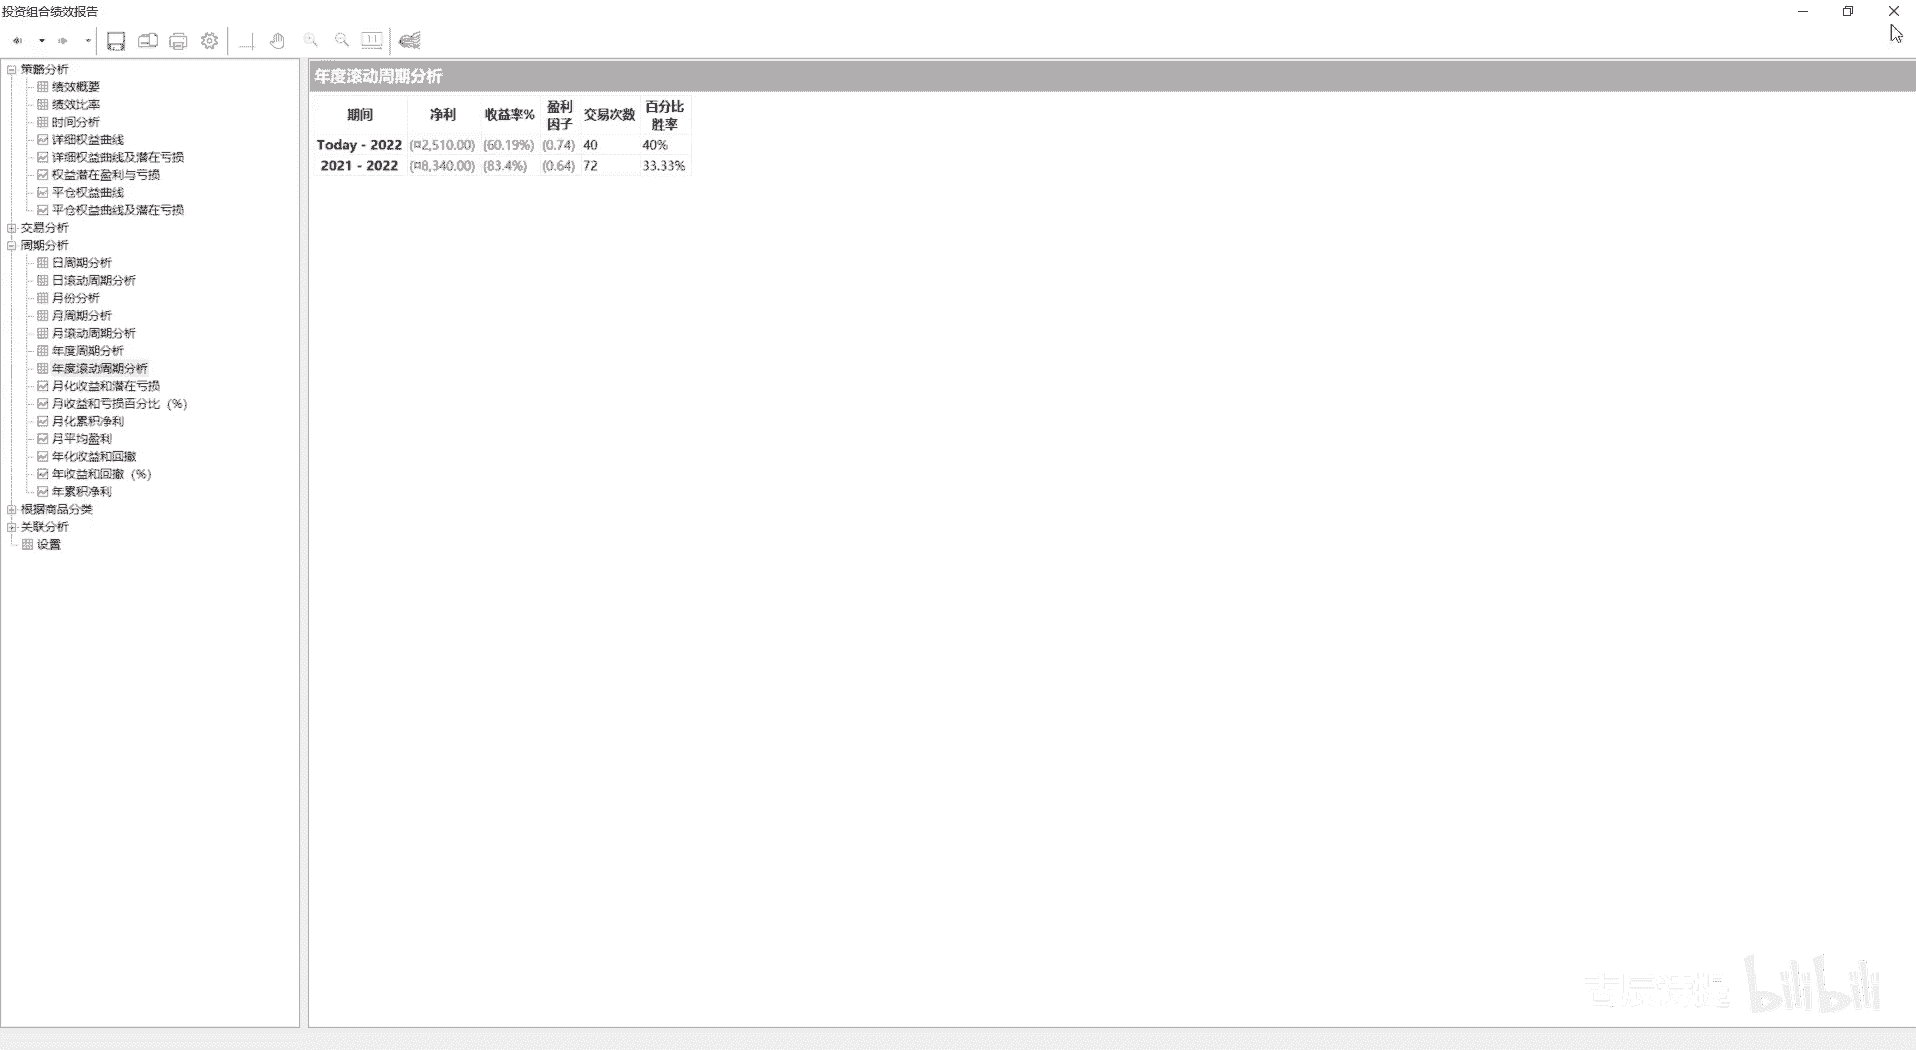 投资组合绩效报告
策略分析
绩效概要
绩效比率
时间分析
详细权益曲线
详细权益曲线及潜在亏损
权益潜在盈利与亏损
平仓权益曲线
平仓权益曲线及潜在亏损
交易分析
周期分析
日周期分析
日滚动周期分析
月份分析
月周期分析
月滚动周期分析
年度周期分析
年度滚动周期分析
月化收益和潜在亏损
月收益和亏损百分比 (%)
月化累积净利
月平均盈利
年化收益和回撤
年收益和回撤 (%)
年累积净利
根据商品分类
关联分析
设置
年度滚动周期分析
期间 净利 收益率% 盈利因子 交易次数 百分比胜率
Today - 2022 (¤2,510.00) (60.19%) (0.74) 40 40%
2021 - 2022 (¤8,340.00) (83.4%) (0.64) 72 33.33%
bilibili